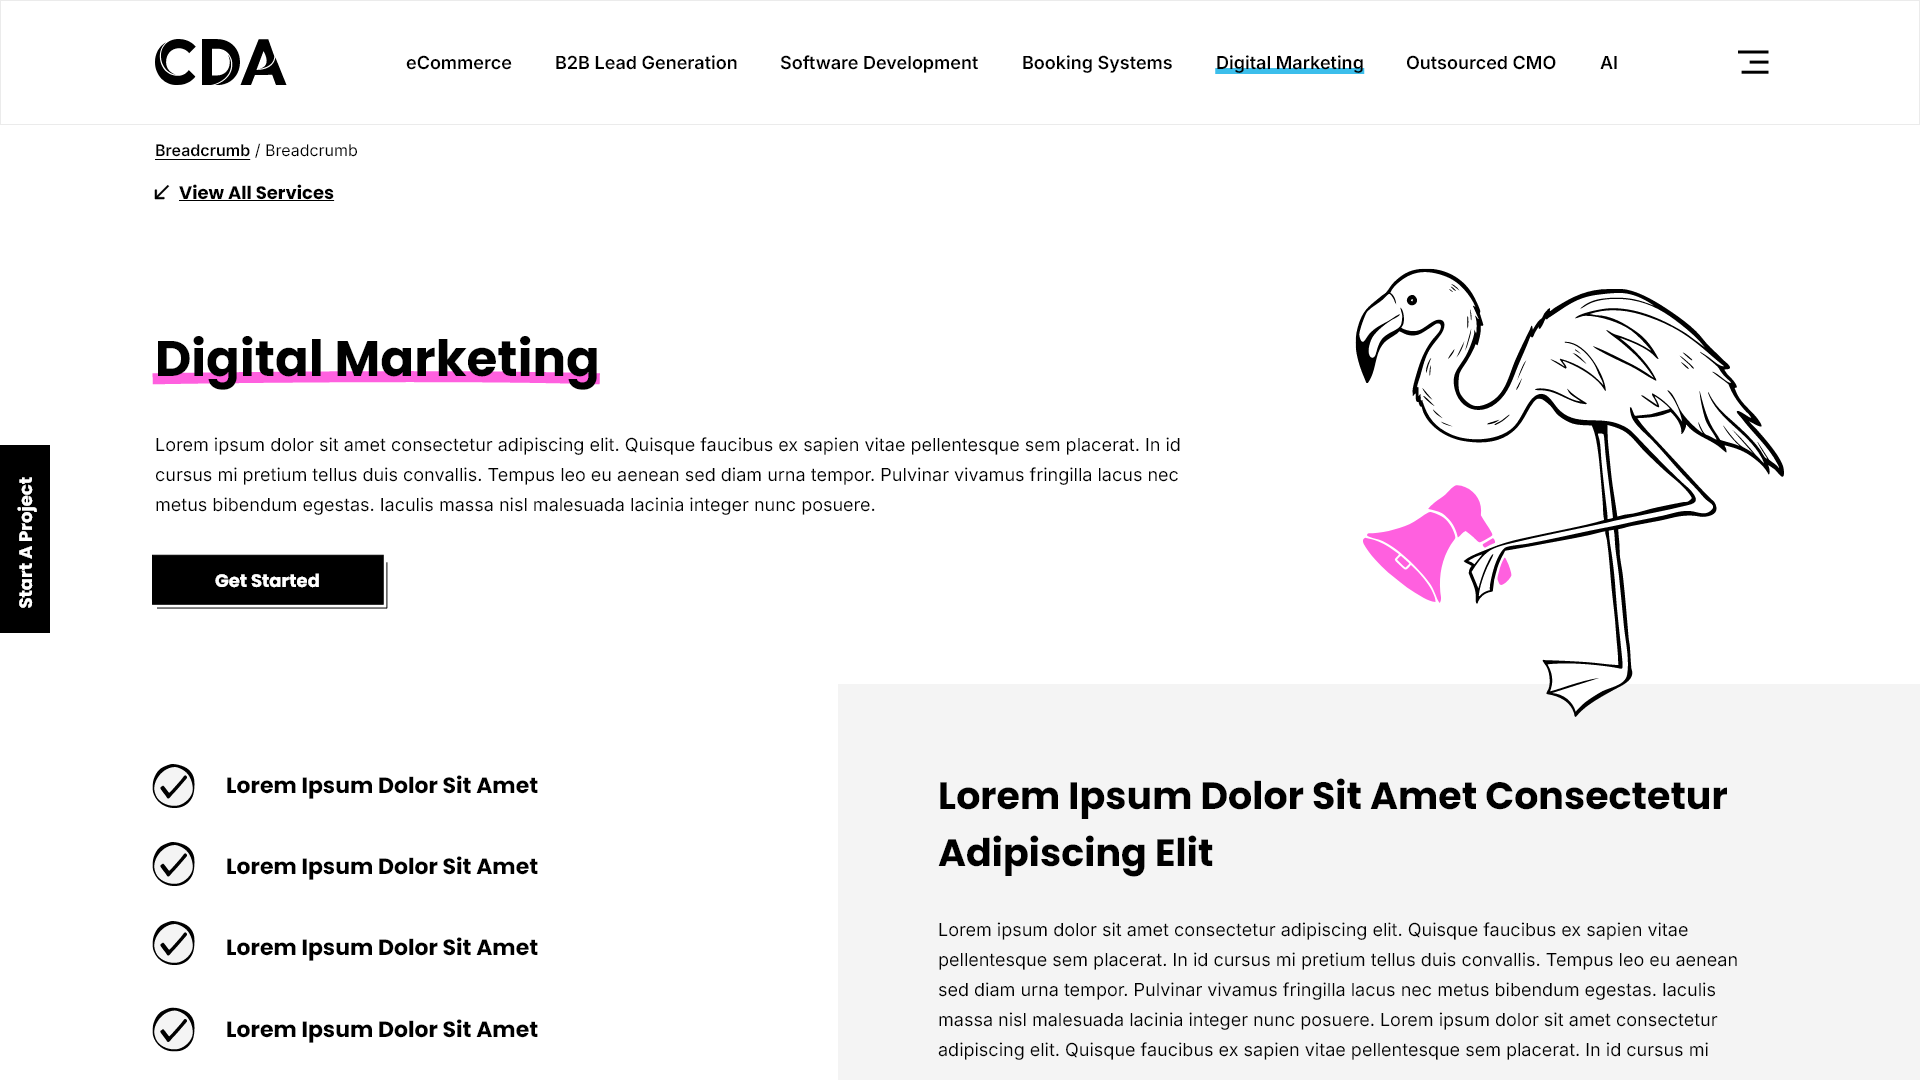 CDA
eCommerce
B2B Lead Generation
Software Development
Booking Systems
Digital Marketing
Outsourced CMO
AI
Breadcrumb / Breadcrumb
View All Services
Digital Marketing
Lorem ipsum dolor sit amet consectetur adipiscing elit. Quisque faucibus ex sapien vitae pellentesque sem placerat. In id
cursus mi pretium tellus duis convallis. Tempus leo eu aenean sed diam urna tempor. Pulvinar vivamus fringilla lacus nec
metus bibendum egestas. Iaculis massa nisl malesuada lacinia integer nunc posuere.
Get Started
Start A Project
Lorem Ipsum Dolor Sit Amet
Lorem Ipsum Dolor Sit Amet
Lorem Ipsum Dolor Sit Amet
Lorem Ipsum Dolor Sit Amet
Lorem Ipsum Dolor Sit Amet Consectetur
Adipiscing Elit
Lorem ipsum dolor sit amet consectetur adipiscing elit. Quisque faucibus ex sapien vitae
pellentesque sem placerat. In id cursus mi pretium tellus duis convallis. Tempus leo eu aenean
sed diam urna tempor. Pulvinar vivamus fringilla lacus nec metus bibendum egestas. Iaculis
massa nisl malesuada lacinia integer nunc posuere. Lorem ipsum dolor sit amet consectetur
adipiscing elit. Quisque faucibus ex sapien vitae pellentesque sem placerat. In id cursus mi